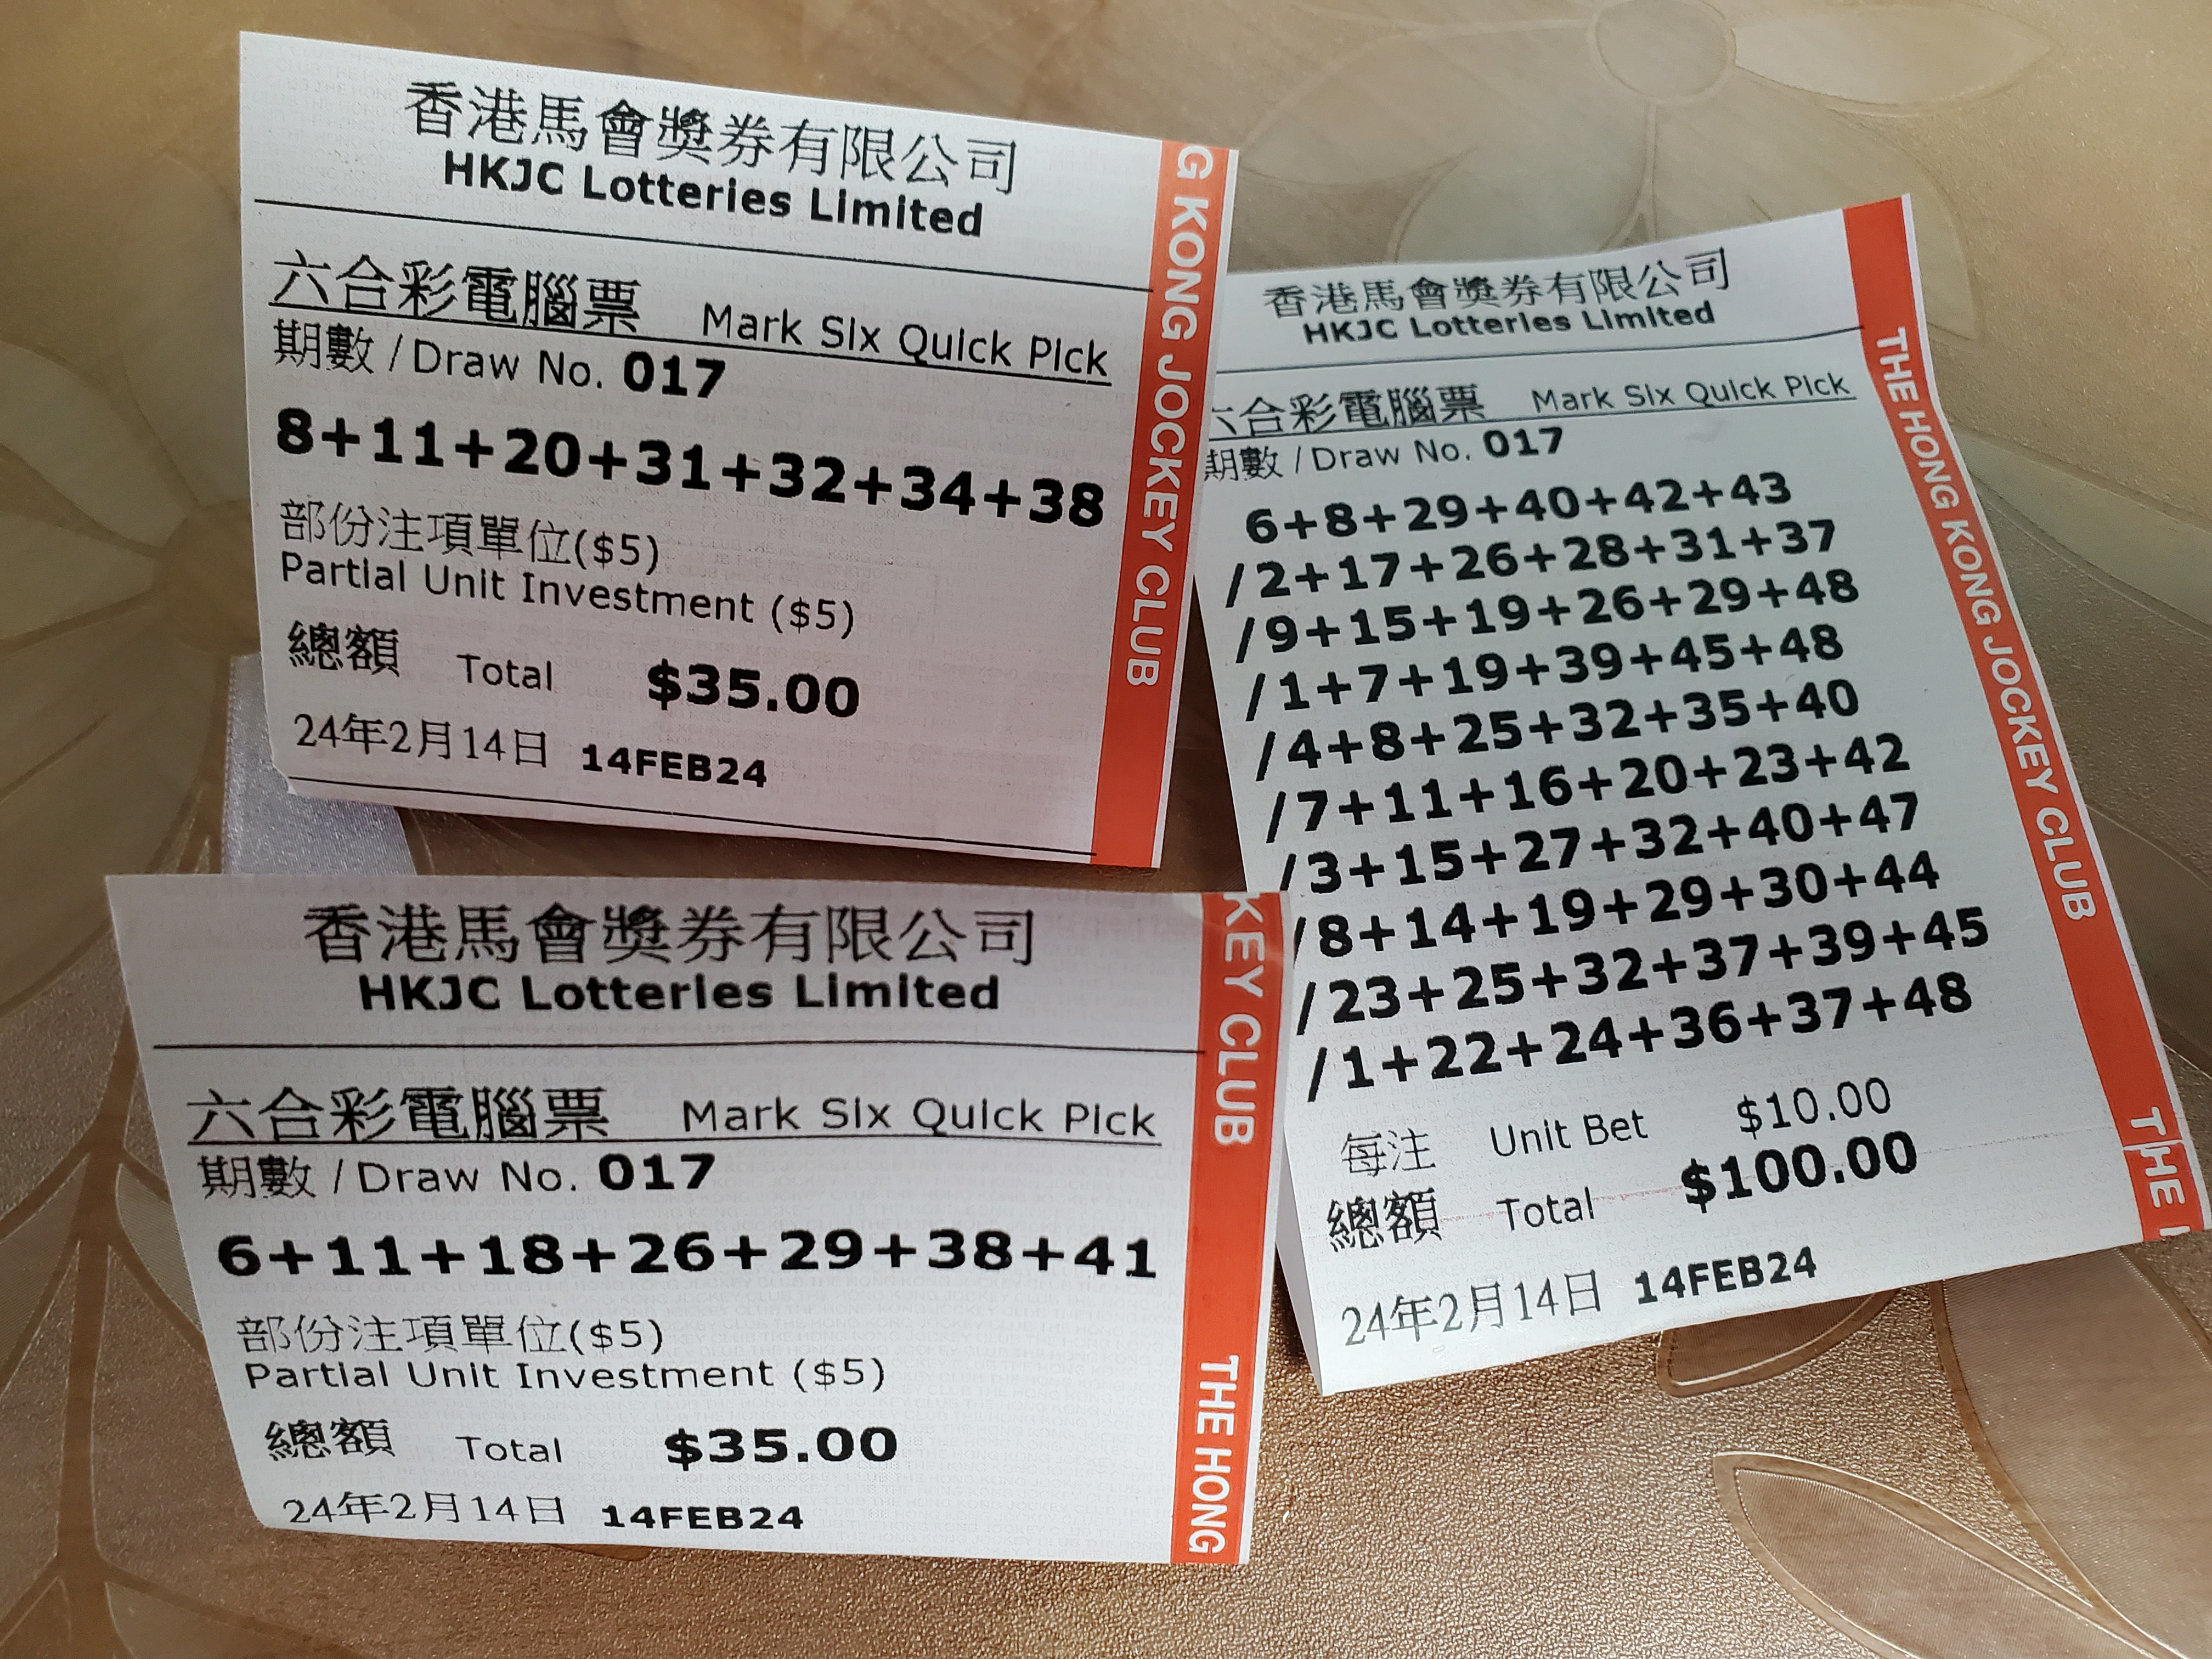 香港馬會獎券有限公司
HKJC Lotteries Limited
六合彩電腦票 Mark Six Quick Pick
期數 / Draw No. 017
8+11+20+31+32+34+38
部份注項單位($5)
Partial Unit Investment ($5)
總額 Total $35.00
24年2月14日 14FEB24
G KONG JOCKEY CLUB
香港馬會獎券有限公司
HKJC Lotteries Limited
六合彩電腦票 Mark Six Quick Pick
期數 / Draw No. 017
6+8+29+40+42+43
/2+17+26+28+31+37
/9+15+19+26+29+48
/1+7+19+39+45+48
/4+8+25+32+35+40
/7+11+16+20+23+42
/3+15+27+32+40+47
/8+14+19+29+30+44
/23+25+32+37+39+45
/1+22+24+36+37+48
每注 Unit Bet $10.00
總額 Total $100.00
24年2月14日 14FEB24
THE HONG KONG JOCKEY CLUB
THE
香港馬會獎券有限公司
HKJC Lotteries Limited
六合彩電腦票 Mark Six Quick Pick
期數 / Draw No. 017
6+11+18+26+29+38+41
部份注項單位($5)
Partial Unit Investment ($5)
總額 Total $35.00
24年2月14日 14FEB24
KEY CLUB
THE HONG